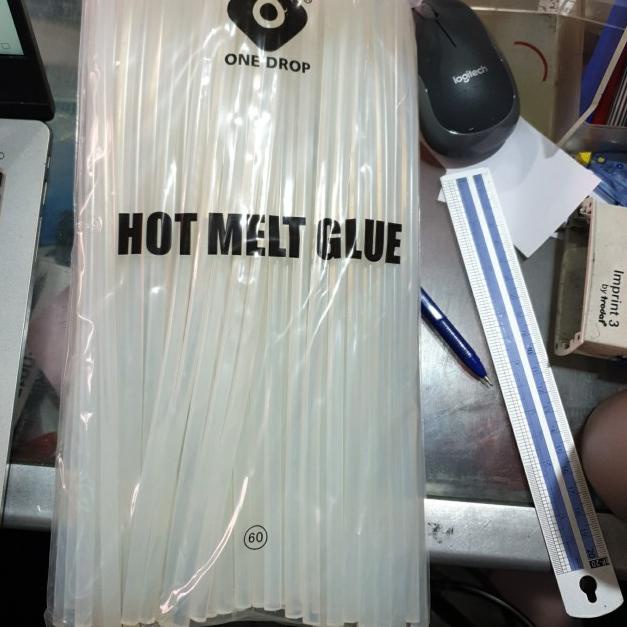 ONE DROP
HOT MELT GLUE
60
logitech
Imprint 3
by trodat